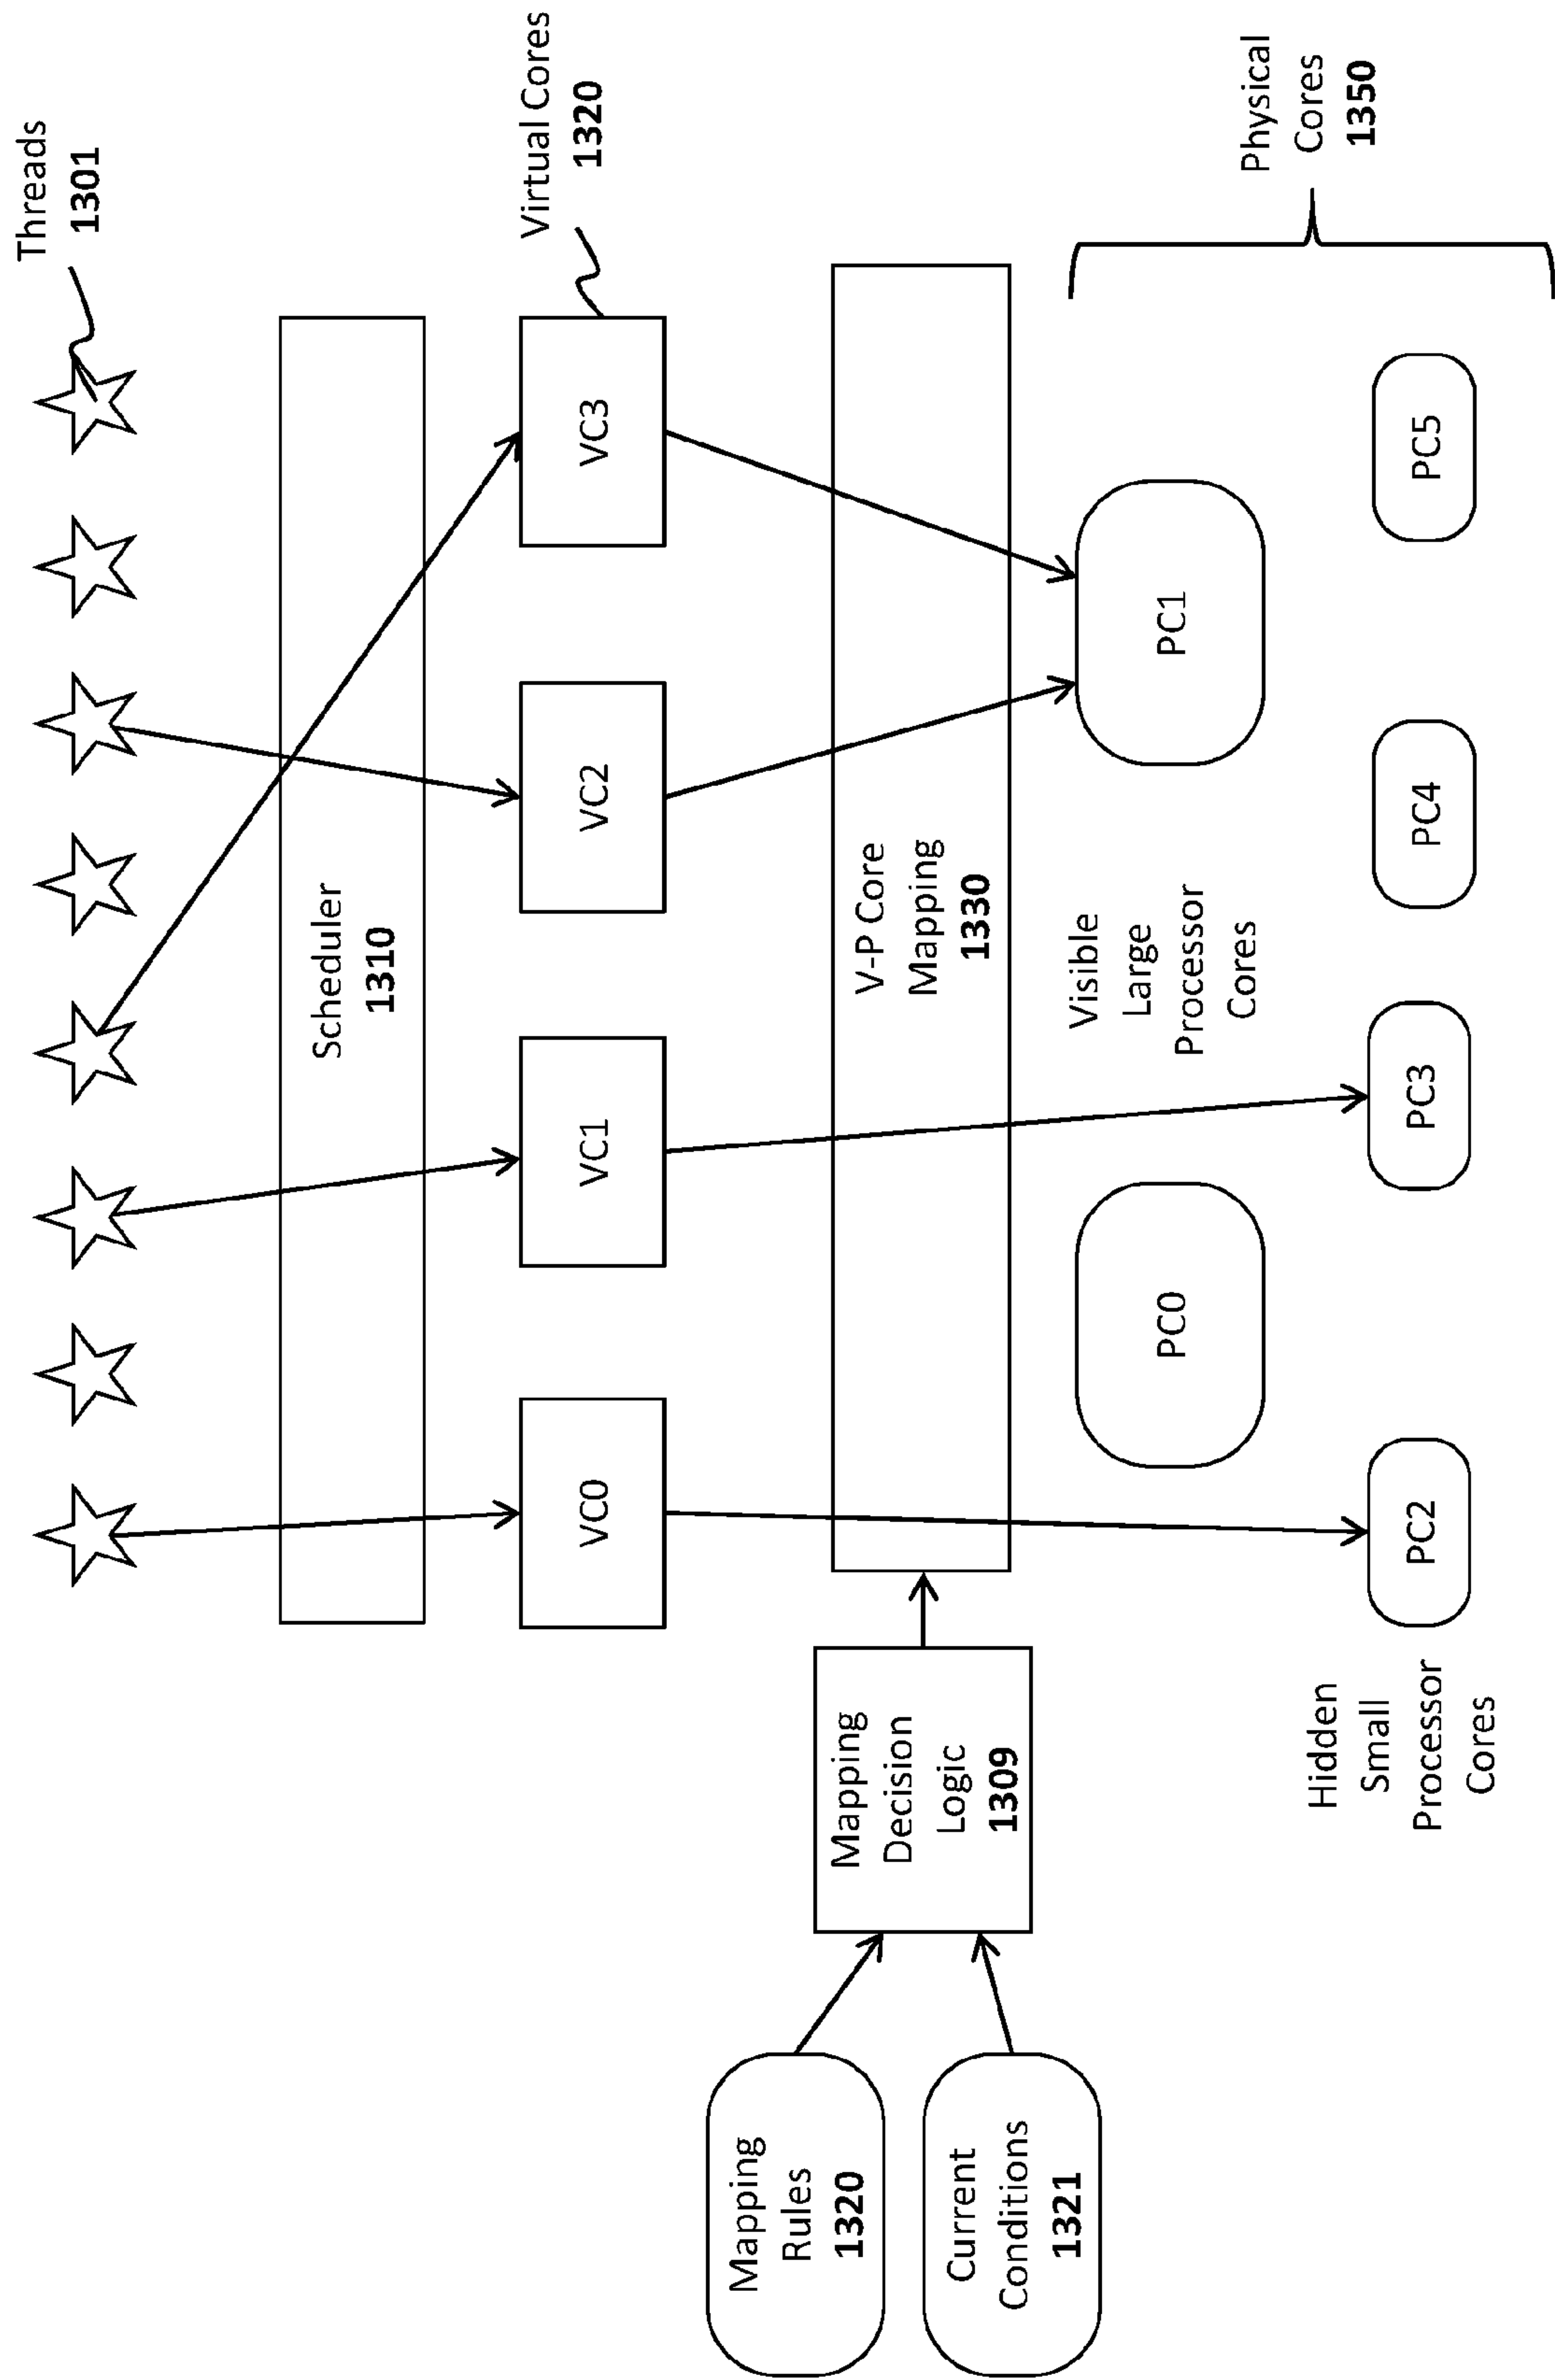 Threads
1301
Scheduler
1310
Virtual Cores
1320
VC0
VC1
VC2
VC3
Mapping
Rules
1320
Current
Conditions
1321
Mapping
Decision
Logic
1309
V-P Core
Mapping
1330
Visible
Large
Processor
Cores
PC0
PC1
Physical
Cores
1350
Hidden
Small
Processor
Cores
PC2
PC3
PC4
PC5